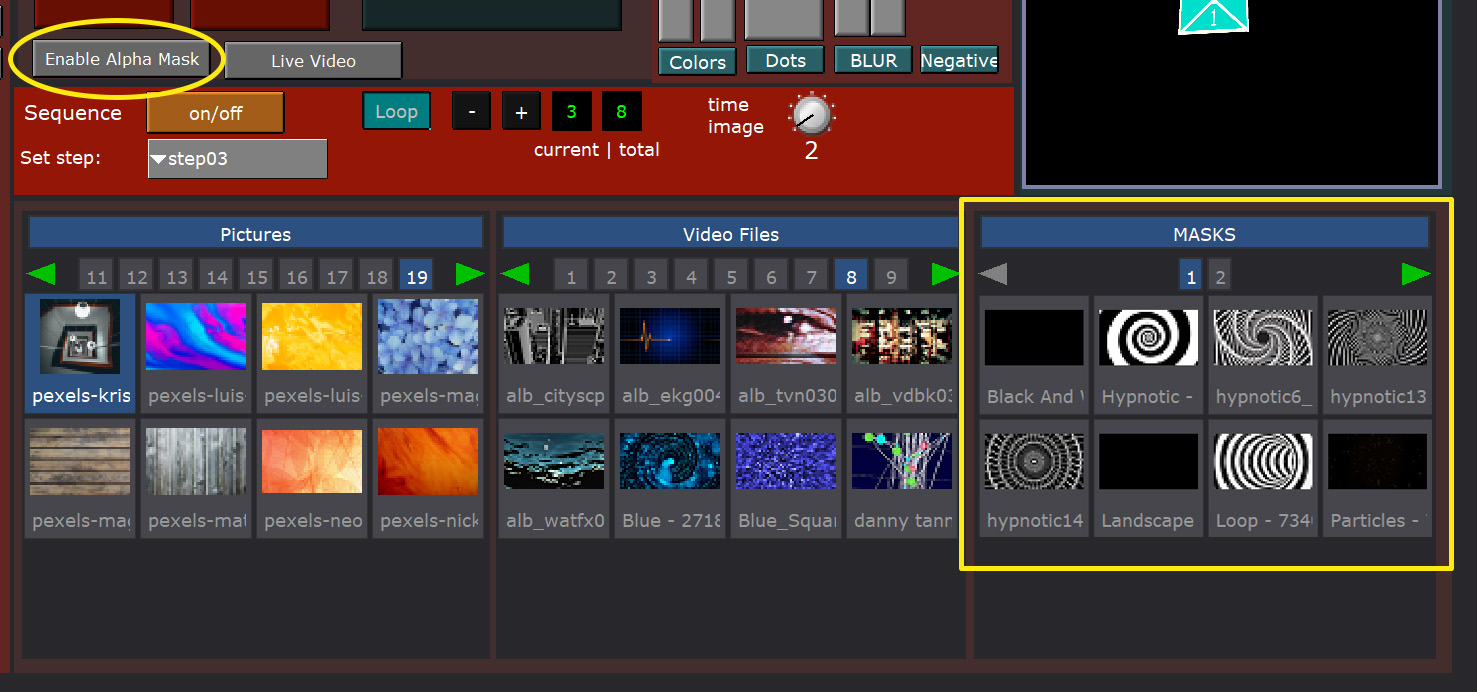 1
Enable Alpha Mask
Live Video
Colors
Dots
BLUR
Negative
Sequence
on/off
Loop
-
+
3
8
time
image
2
current | total
Set step:
step03
Pictures
11 12 13 14 15 16 17 18 19
pexels-kris
pexels-luis-
pexels-luis-
pexels-ma
pexels-ma
pexels-mat
pexels-neo
pexels-nick
Video Files
1 2 3 4 5 6 7 8 9
alb_cityscp
alb_ekg004
alb_tvn030
alb_vdbk03
alb_watfx0
Blue - 2718
Blue_Squar
danny tann
MASKS
1 2
Black And
Hypnotic -
hypnotic6_
hypnotic13
hypnotic14
Landscape
Loop - 734
Particles -